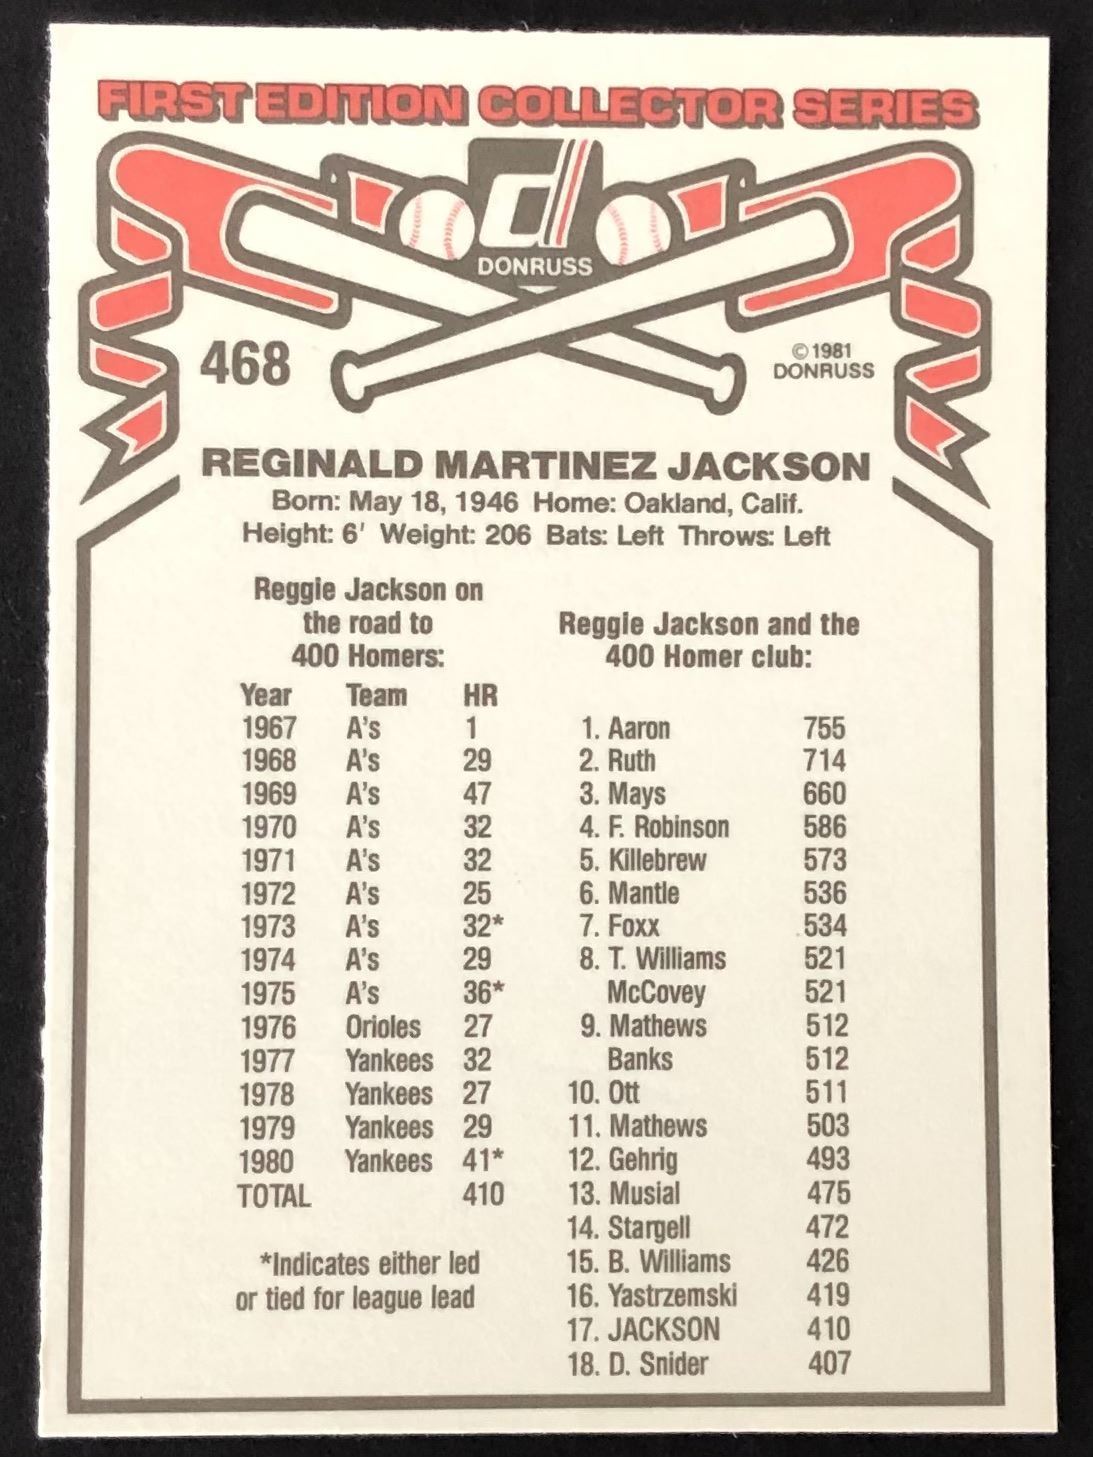 FIRST EDITION COLLECTOR SERIES
d
DONRUSS
468
©1981
DONRUSS
REGINALD MARTINEZ JACKSON
Born: May 18, 1946 Home: Oakland, Calif.
Height: 6' Weight: 206 Bats: Left Throws: Left
Reggie Jackson on
the road to
400 Homers:
Year Team HR
1967 A's 1
1968 A's 29
1969 A's 47
1970 A's 32
1971 A's 32
1972 A's 25
1973 A's 32*
1974 A's 29
1975 A's 36*
1976 Orioles 27
1977 Yankees 32
1978 Yankees 27
1979 Yankees 29
1980 Yankees 41*
TOTAL 410
*Indicates either led
or tied for league lead
Reggie Jackson and the
400 Homer club:
1. Aaron 755
2. Ruth 714
3. Mays 660
4. F. Robinson 586
5. Killebrew 573
6. Mantle 536
7. Foxx 534
8. T. Williams 521
McCovey 521
9. Mathews 512
Banks 512
10. Ott 511
11. Mathews 503
12. Gehrig 493
13. Musial 475
14. Stargell 472
15. B. Williams 426
16. Yastrzemski 419
17. JACKSON 410
18. D. Snider 407